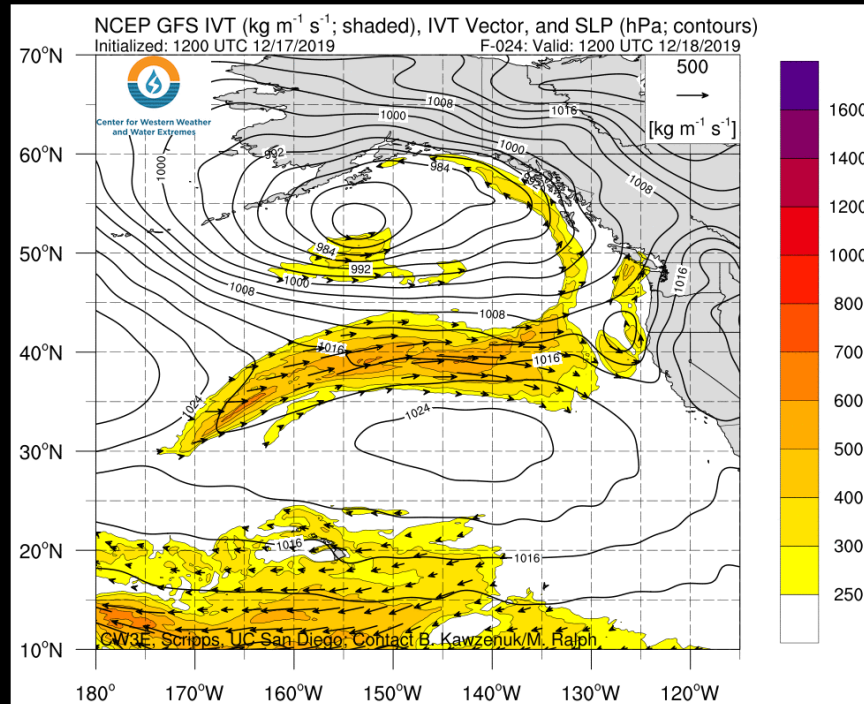 NCEP GFS IVT (kg m⁻¹ s⁻¹; shaded), IVT Vector, and SLP (hPa; contours)
Initialized: 1200 UTC 12/17/2019 F-024: Valid: 1200 UTC 12/18/2019
Center for Western Weather
and Water Extremes
500
[kg m⁻¹ s⁻¹]
70°N
60°N
50°N
40°N
30°N
20°N
10°N
180°
170°W
160°W
150°W
140°W
130°W
120°W
1008
1016
1000
1000
992
1000
984
992
1008
984
992
1000
1016
1008
1008
1016
1016
1024
1024
1016
1016
CW3E, Scripps, UC San Diego; Contact B. Kawzenuk/M. Ralph
1600
1400
1200
1000
800
700
600
500
400
300
250